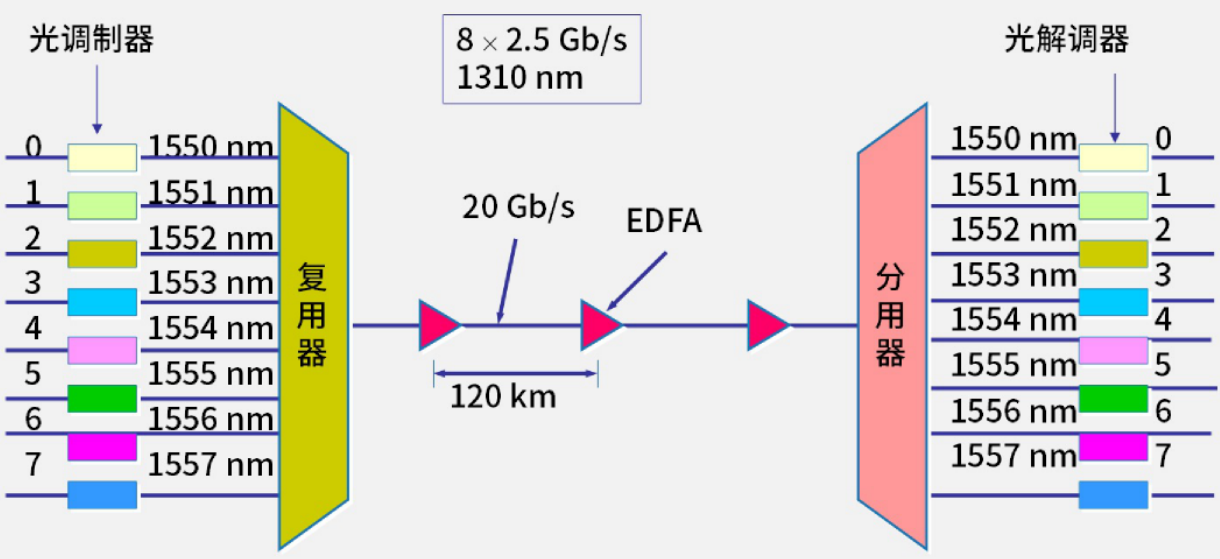 光调制器
8 × 2.5 Gb/s
1310 nm
光解调器
0 1550 nm
1 1551 nm
2 1552 nm
3 1553 nm
4 1554 nm
5 1555 nm
6 1556 nm
7 1557 nm
复用器
20 Gb/s
EDFA
120 km
分用器
1550 nm 0
1551 nm 1
1552 nm 2
1553 nm 3
1554 nm 4
1555 nm 5
1556 nm 6
1557 nm 7